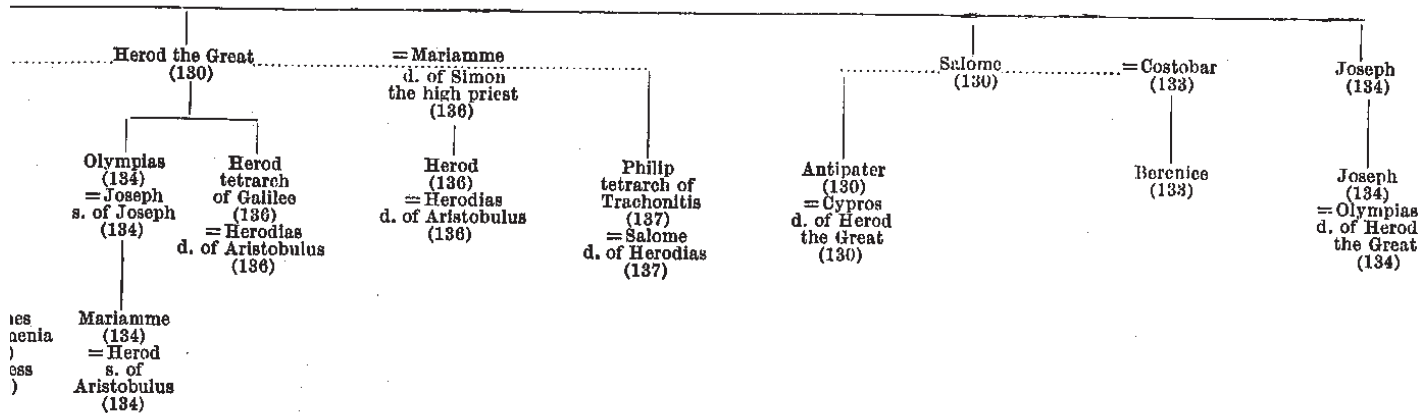 Herod the Great
(130)
=Mariamme
d. of Simon
the high priest
(136)
Salome
(130)
=Costobar
(133)
Joseph
(134)
Olympias
(134)
=Joseph
s. of Joseph
(134)
Herod
tetrarch
of Galilee
(136)
=Herodias
d. of Aristobulus
(136)
Herod
(136)
=Herodias
d. of Aristobulus
(136)
Philip
tetrarch of
Trachonitis
(137)
=Salome
d. of Herodias
(137)
Antipater
(130)
=Cypros
d. of Herod
the Great
(130)
Berenice
(133)
Joseph
(134)
=Olympias
d. of Herod
the Great
(134)
nes
nenia
)
ess
)
Mariamme
(134)
=Herod
s. of
Aristobulus
(134)